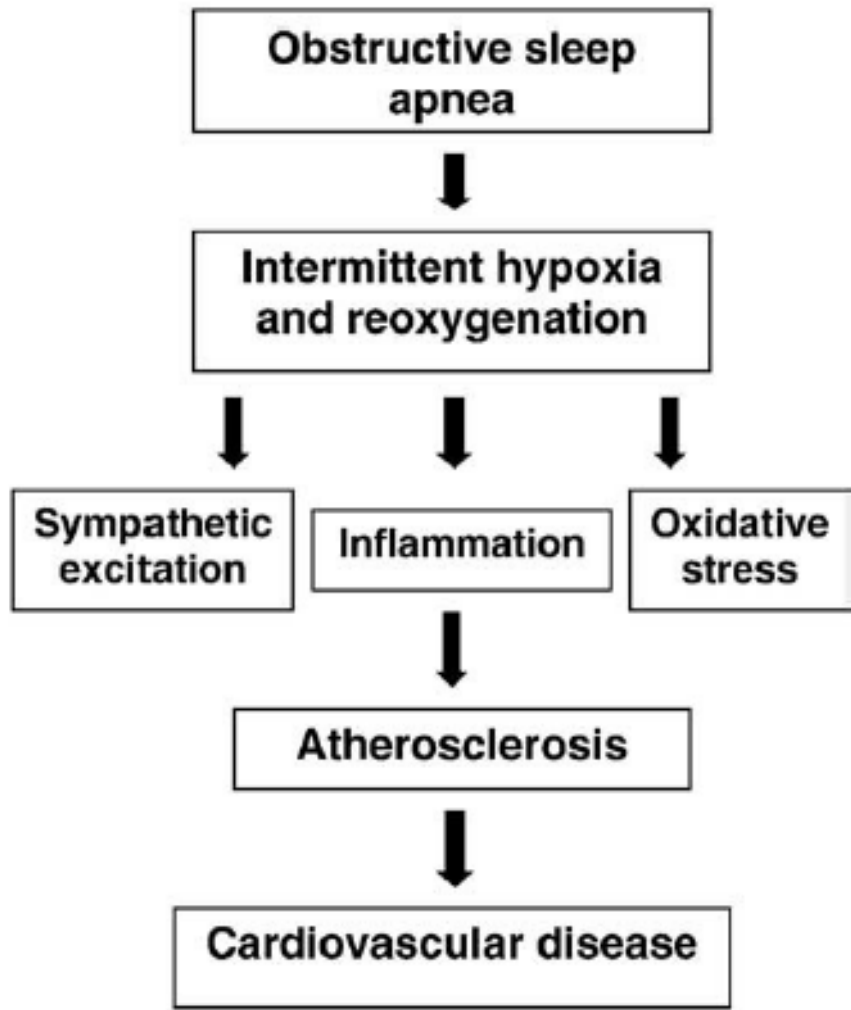 Obstructive sleep
apnea
Intermittent hypoxia
and reoxygenation
Sympathetic
excitation
Inflammation
Oxidative
stress
Atherosclerosis
Cardiovascular disease